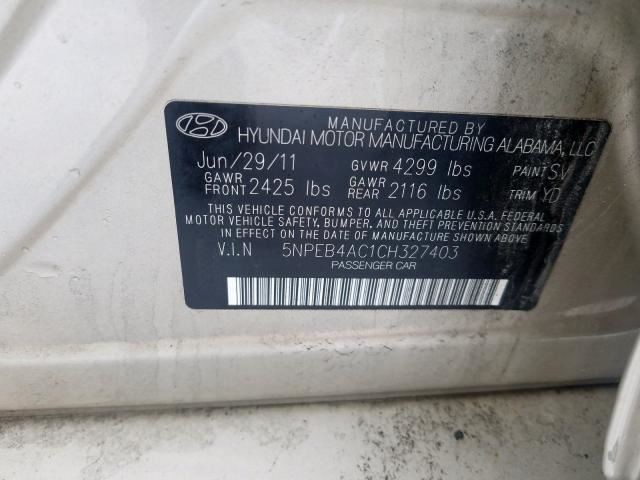 MANUFACTURED BY
HYUNDAI MOTOR MANUFACTURING ALABAMA, LLC
Jun/29/11 GVWR 4299 lbs PAINT SV
GAWR FRONT 2425 lbs GAWR REAR 2116 lbs TRIM YD
THIS VEHICLE CONFORMS TO ALL APPLICABLE U.S.A. FEDERAL
MOTOR VEHICLE SAFETY, BUMPER, AND THEFT PREVENTION STANDARDS
IN EFFECT ON THE DATE OF MANUFACTURE SHOWN ABOVE.
V.I.N 5NPEB4AC1CH327403
PASSENGER CAR